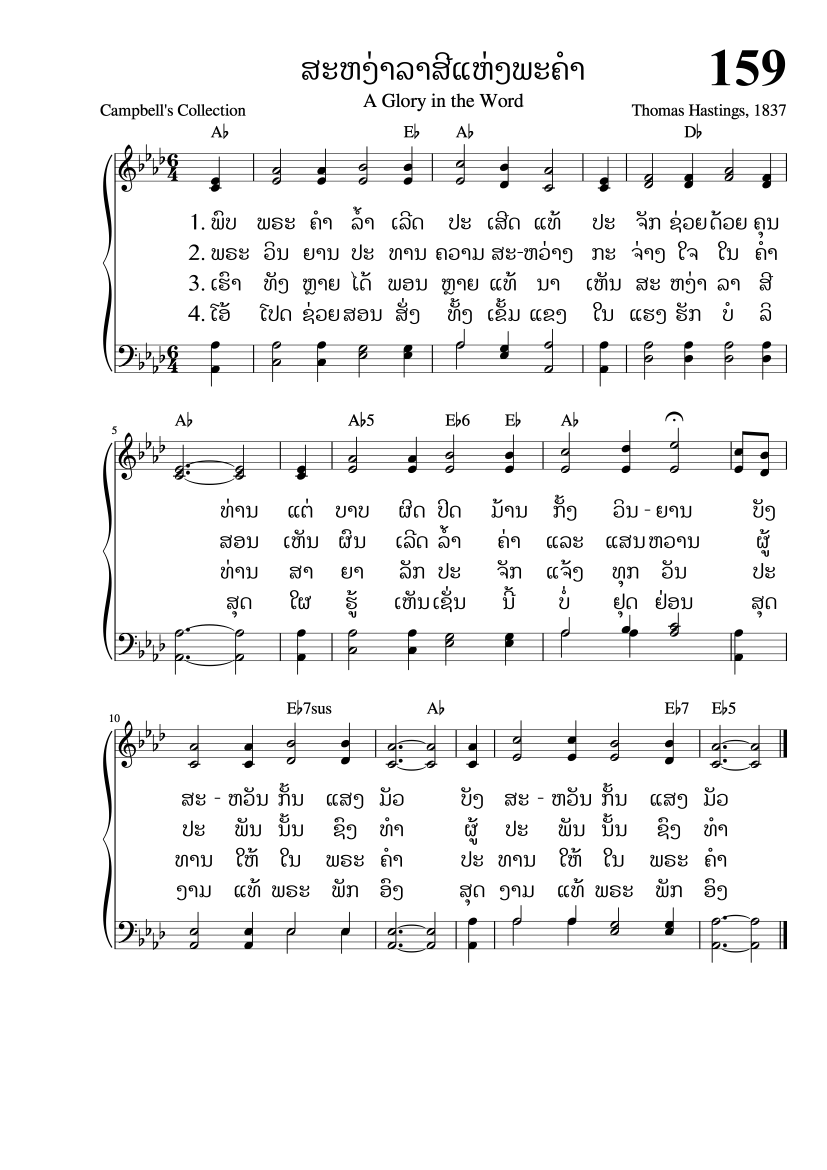 ສະຫງ່າລາສີແຫ່ງພະຄຳ
159
A Glory in the Word
Campbell's Collection
Thomas Hastings, 1837
A♭ E♭ A♭ D♭
1. ພົບ ພຣະ ຄຳ ລ້ຳ ເລີດ ປະ ເສີດ ແທ້ ປະ ຈັກ ຊ່ວຍດ້ວຍ ຄຸນ
2. ພຣະ ວິນ ຍານ ປະ ທານ ຄວາມ ສະ-ຫວ່າງ ກະ ຈ່າງ ໃຈ ໃນ ຄຳ
3. ເຮົາ ທັງ ຫຼາຍ ໄດ້ ພອນ ຫຼາຍ ແທ້ ນາ ເຫັນ ສະ ຫງ່າ ລາ ສີ
4. ໂອ້ ໂປດ ຊ່ວຍສອນ ສັ່ງ ທັ້ງ ເຂັ້ມ ແຂງ ໃນ ແຮງ ຮັກ ບໍ ລິ
5
A♭ A♭5 E♭6 E♭ A♭
ທ່ານ ແຕ່ ບາບ ຜິດ ປິດ ມ້ານ ກັ້ງ ວິນ - ຍານ ບັງ
ສອນ ເຫັນ ຜົນ ເລີດ ລ້ຳ ຄ່າ ແລະ ແສນຫວານ ຜູ້
ທ່ານ ສາ ຍາ ລັກ ປະ ຈັກ ແຈ້ງ ທຸກ ວັນ ປະ
ສຸດ ໃຜ ຮູ້ ເຫັນເຊັ່ນ ນີ້ ບໍ່ ຢຸດ ຢ່ອນ ສຸດ
10
E♭7sus A♭ E♭7 E♭5
ສະ - ຫວັນ ກັ້ນ ແສງ ມັວ ບັງ ສະ - ຫວັນ ກັ້ນ ແສງ ມັວ
ປະ ພັນ ນັ້ນ ຊົງ ທຳ ຜູ້ ປະ ພັນ ນັ້ນ ຊົງ ທຳ
ທານ ໃຫ້ ໃນ ພຣະ ຄຳ ປະ ທານ ໃຫ້ ໃນ ພຣະ ຄຳ
ງາມ ແທ້ ພຣະ ພັກ ອົງ ສຸດ ງາມ ແທ້ ພຣະ ພັກ ອົງ